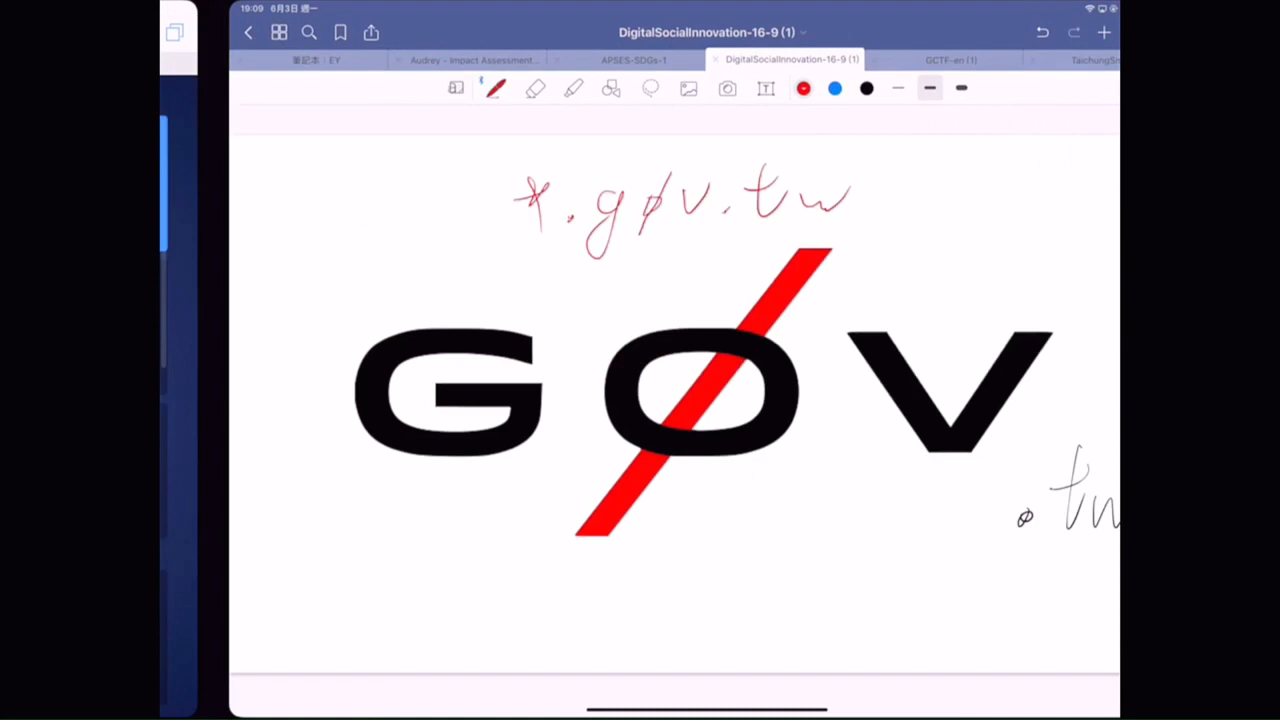 19:09 6月3日 週一
DigitalSocialInnovation-16-9 (1)
筆記本 - EY
Audrey - Impact Assessment...
APSES-SDGs-1
DigitalSocialInnovation-16-9 (1)
GCTF-en (1)
TaichungSm
T
*.gøv.tw
GØV
.tw